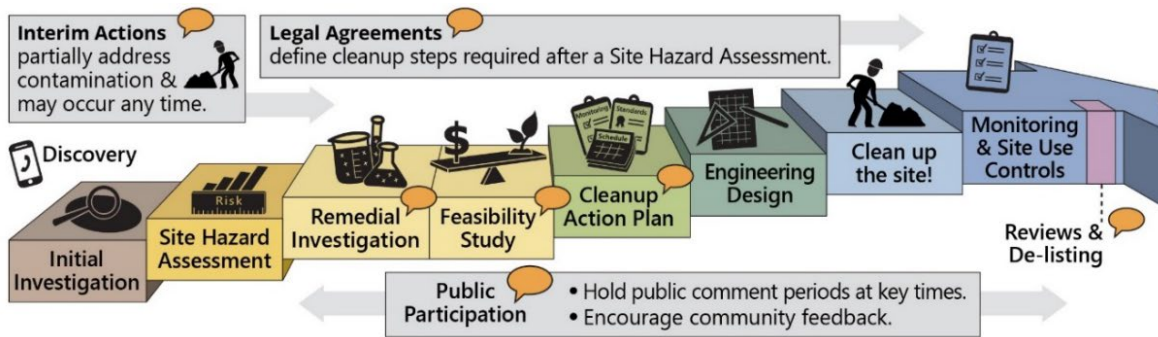 Interim Actions
partially address
contamination &
may occur any time.
Legal Agreements
define cleanup steps required after a Site Hazard Assessment.
Discovery
Initial
Investigation
Risk
Site Hazard
Assessment
Remedial
Investigation
$
Feasibility
Study
Monitoring
Standards
Schedule
Cleanup
Action Plan
Engineering
Design
Clean up
the site!
Monitoring
& Site Use
Controls
Reviews &
De-listing
Public
Participation
• Hold public comment periods at key times.
• Encourage community feedback.